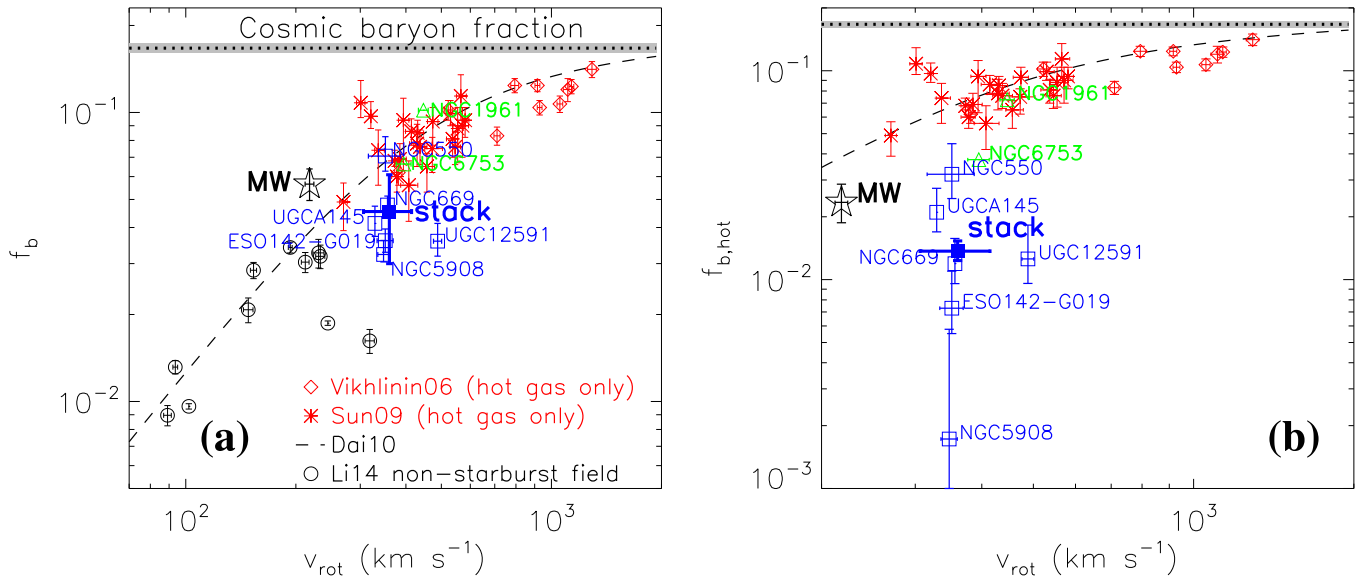 Cosmic baryon fraction
NGC1961
NGC550
NGC6753
MW
NGC669
UGCA145
stack
ESO142-G019
UGC12591
NGC5908
Vikhlinin06 (hot gas only)
Sun09 (hot gas only)
Dai10
Li14 non-starburst field
(a)
f_b
10^-1
10^-2
10^2
10^3
v_rot (km s^-1)
NGC1961
NGC6753
NGC550
MW
UGCA145
stack
NGC669
UGC12591
ESO142-G019
NGC5908
(b)
f_b,hot
10^-1
10^-2
10^-3
10^3
v_rot (km s^-1)